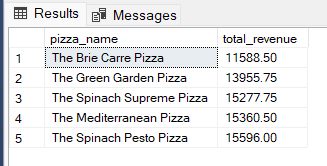 Results Messages
pizza_name total_revenue
1 The Brie Carre Pizza 11588.50
2 The Green Garden Pizza 13955.75
3 The Spinach Supreme Pizza 15277.75
4 The Mediterranean Pizza 15360.50
5 The Spinach Pesto Pizza 15596.00